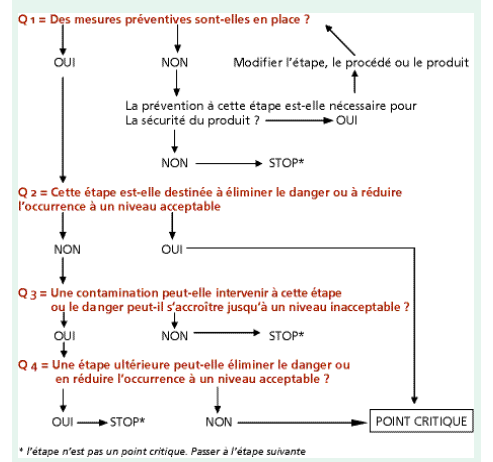 Q 1 = Des mesures préventives sont-elles en place ?
OUI
NON
Modifier l'étape, le procédé ou le produit
La prévention à cette étape est-elle nécessaire pour
La sécurité du produit ?
OUI
NON
STOP*
Q 2 = Cette étape est-elle destinée à éliminer le danger ou à réduire
l'occurrence à un niveau acceptable
NON
OUI
Q 3 = Une contamination peut-elle intervenir à cette étape
ou le danger peut-il s'accroître jusqu'à un niveau inacceptable ?
OUI
NON
STOP*
Q 4 = Une étape ultérieure peut-elle éliminer le danger ou
en réduire l'occurrence à un niveau acceptable ?
OUI
STOP*
NON
POINT CRITIQUE
* l'étape n'est pas un point critique. Passer à l'étape suivante